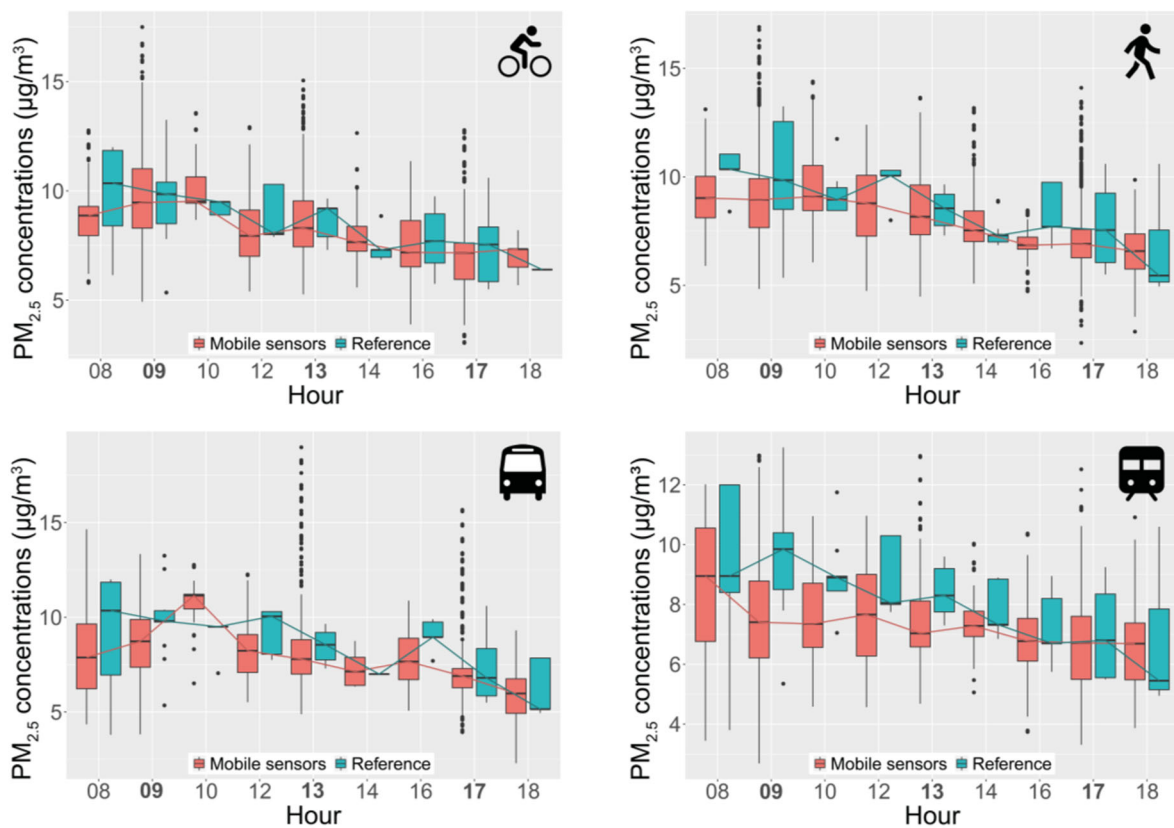 PM2.5 concentrations (μg/m³)
15
10
5
Mobile sensors Reference
08 09 10 12 13 14 16 17 18
Hour
PM2.5 concentrations (μg/m³)
15
10
5
Mobile sensors Reference
08 09 10 12 13 14 16 17 18
Hour
PM2.5 concentrations (μg/m³)
15
10
5
Mobile sensors Reference
08 09 10 12 13 14 16 17 18
Hour
PM2.5 concentrations (μg/m³)
12
10
8
6
4
Mobile sensors Reference
08 09 10 12 13 14 16 17 18
Hour